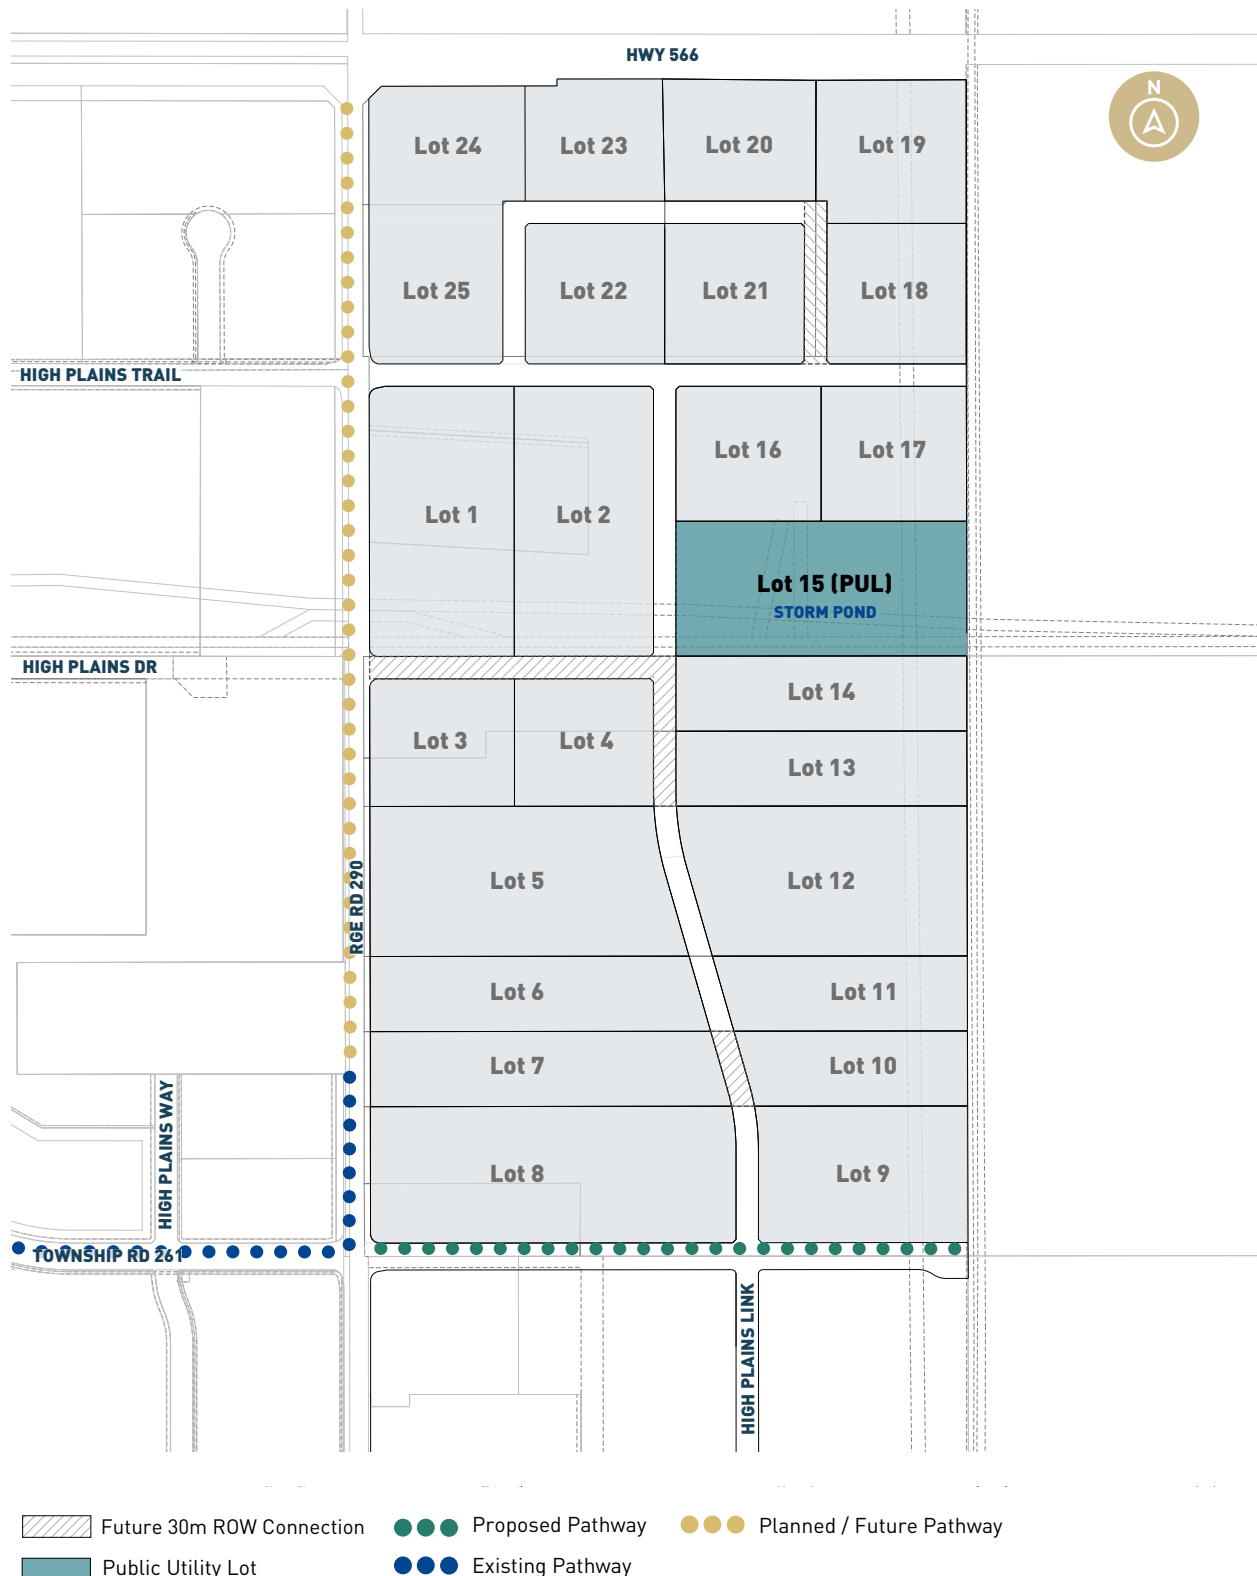 HWY 566
N
Lot 24
Lot 23
Lot 20
Lot 19
Lot 25
Lot 22
Lot 21
Lot 18
HIGH PLAINS TRAIL
Lot 16
Lot 17
Lot 1
Lot 2
Lot 15 (PUL)
STORM POND
HIGH PLAINS DR
Lot 14
Lot 3
Lot 4
Lot 13
RGE RD 290
Lot 5
Lot 12
Lot 6
Lot 11
Lot 7
Lot 10
HIGH PLAINS WAY
Lot 8
Lot 9
TOWNSHIP RD 261
HIGH PLAINS LINK
Future 30m ROW Connection
Proposed Pathway
Planned / Future Pathway
Public Utility Lot
Existing Pathway